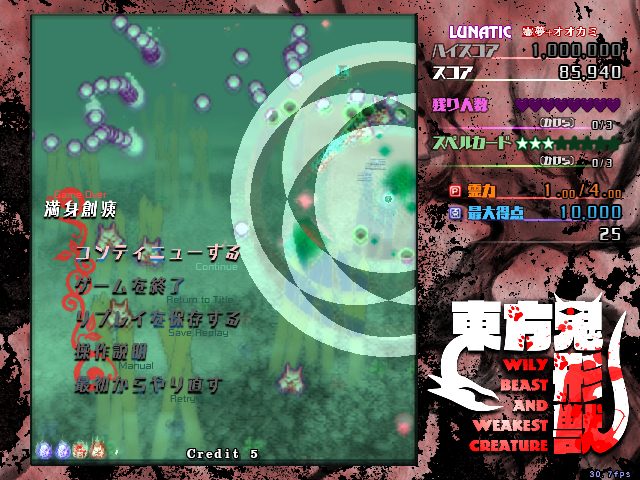 Game Over
満身創痍
コンティニューする
Continue
ゲームを終了
Return to Title
リプレイを保存する
Save Replay
操作説明
Manual
最初からやり直す
Retry
Credit 5
LUNATIC 霊夢+オオカミ
ハイスコア 1,000,000
スコア 85,940
残り人数
(かけら) 0/3
スペルカード
(かけら) 0/3
P 霊力 1.00/4.00
最大得点 10,000
25
東方鬼形獣
WILY
BEAST
AND
WEAKEST
CREATURE
30.7fps